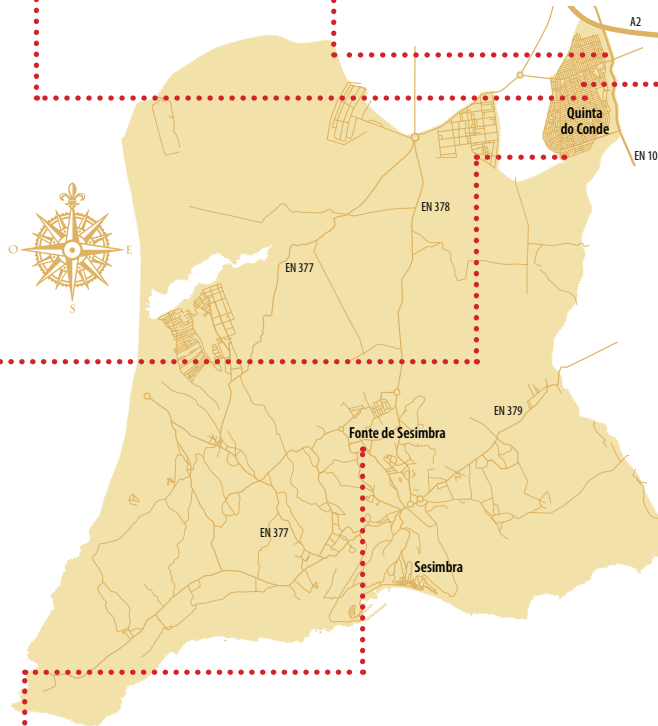 A2
Quinta
do Conde
EN 10
EN 378
O
E
EN 377
S
EN 379
Fonte de Sesimbra
EN 377
Sesimbra